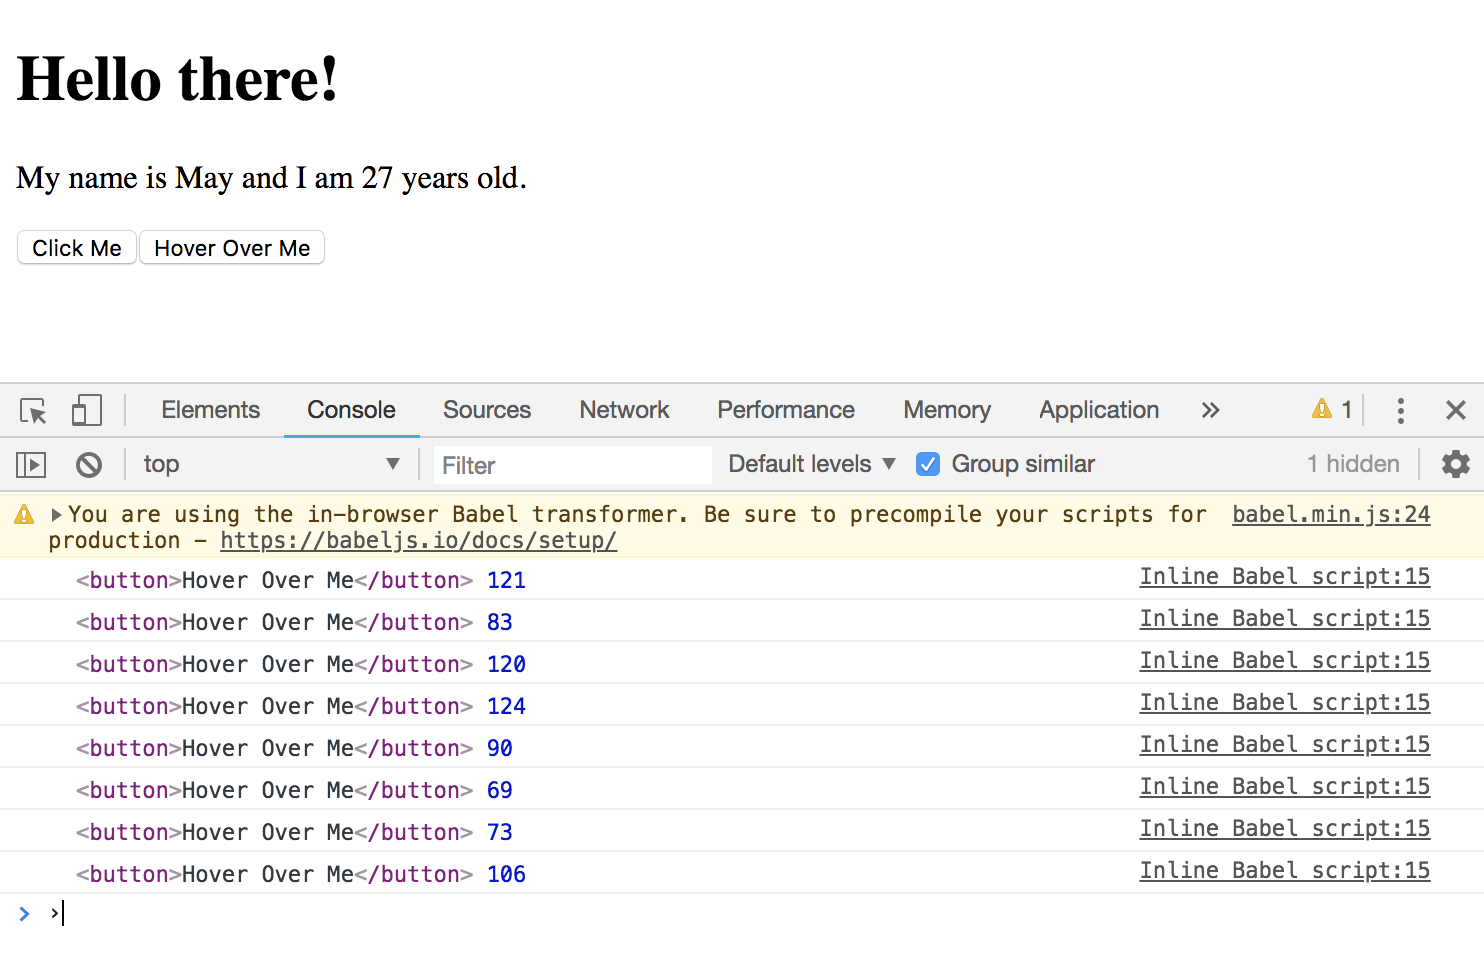 Hello there!
My name is May and I am 27 years old.
Click Me Hover Over Me
Elements Console Sources Network Performance Memory Application » 1
top Filter Default levels Group similar 1 hidden
You are using the in-browser Babel transformer. Be sure to precompile your scripts for babel.min.js:24
production – https://babeljs.io/docs/setup/
<button>Hover Over Me</button> 121 Inline Babel script:15
<button>Hover Over Me</button> 83 Inline Babel script:15
<button>Hover Over Me</button> 120 Inline Babel script:15
<button>Hover Over Me</button> 124 Inline Babel script:15
<button>Hover Over Me</button> 90 Inline Babel script:15
<button>Hover Over Me</button> 69 Inline Babel script:15
<button>Hover Over Me</button> 73 Inline Babel script:15
<button>Hover Over Me</button> 106 Inline Babel script:15
› ›